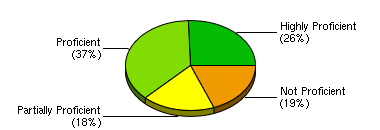 Highly Proficient
(26%)
Proficient
(37%)
Not Proficient
(19%)
Partially Proficient
(18%)